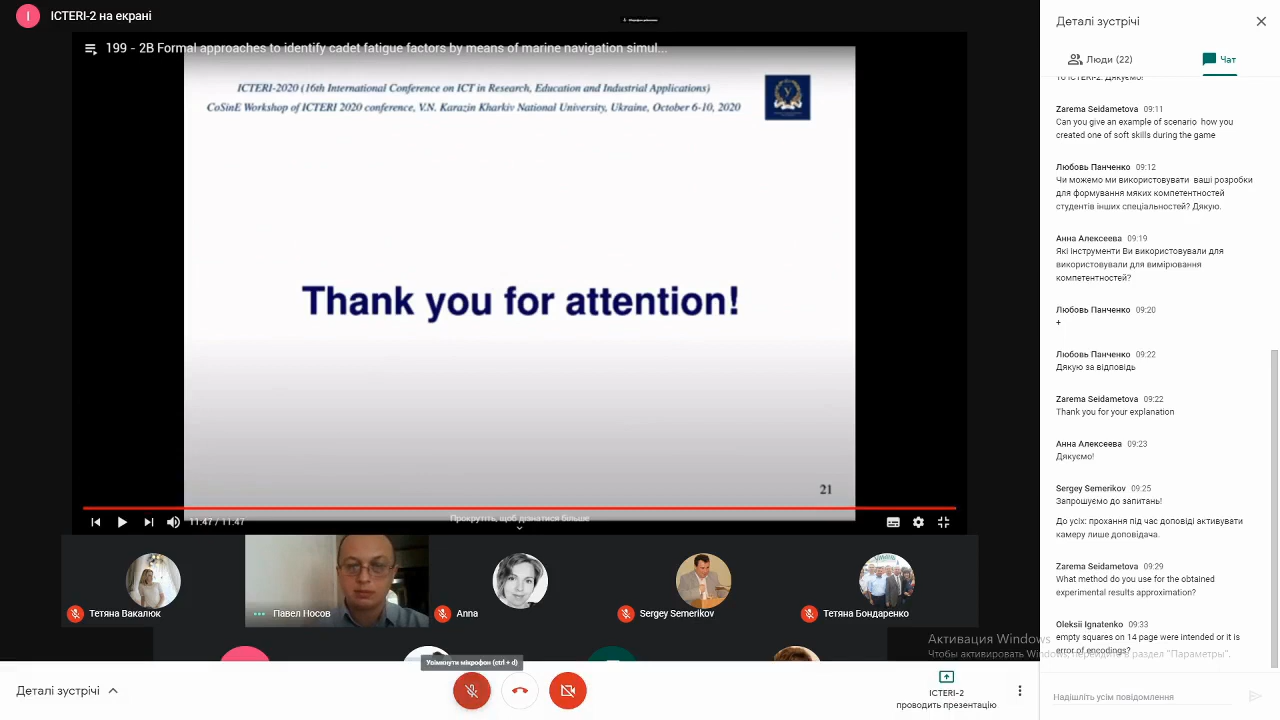 I
ICTERI-2 на екрані
199 - 2B Formal approaches to identify cadet fatigue factors by means of marine navigation simul...
ICTERI-2020 (16th International Conference on ICT in Research, Education and Industrial Applications)
CoSinE Workshop of ICTERI 2020 conference, V.N. Karazin Kharkiv National University, Ukraine, October 6-10, 2020
Thank you for attention!
21
11:47 / 11:47
Прокрутіть, щоб дізнатися більше
Тетяна Вакалюк
Павел Носов
Anna
Sergey Semerikov
Тетяна Бондаренко
Увімкнути мікрофон (ctrl + d)
Деталі зустрічі
ICTERI-2
проводить презентацію
Деталі зустрічі
Люди (22)
Чат
то ICTERI-2. Дякуємо!
Zarema Seidametova 09:11
Can you give an example of scenario how you
created one of soft skills during the game
Любовь Панченко 09:12
Чи можемо ми використовувати ваші розробки
для формування мяких компетентностей
студентів інших спеціальностей? Дякую.
Анна Алексеева 09:19
Які інструменти Ви використовували для
використовували для вимірювання
компетентностей?
Любовь Панченко 09:20
+
Любовь Панченко 09:22
Дякую за відповідь
Zarema Seidametova 09:22
Thank you for your explanation
Анна Алексеева 09:23
Дякуємо!
Sergey Semerikov 09:25
Запрошуємо до запитань!
До усіх: прохання під час доповіді активувати
камеру лише доповідача.
Zarema Seidametova 09:29
What method do you use for the obtained
experimental results approximation?
Oleksii Ignatenko 09:33
empty squares on 14 page were intended or it is
error of encodings?
Активация Windows
Чтобы активировать Windows, перейдите в раздел "Параметры".
Надішліть усім повідомлення